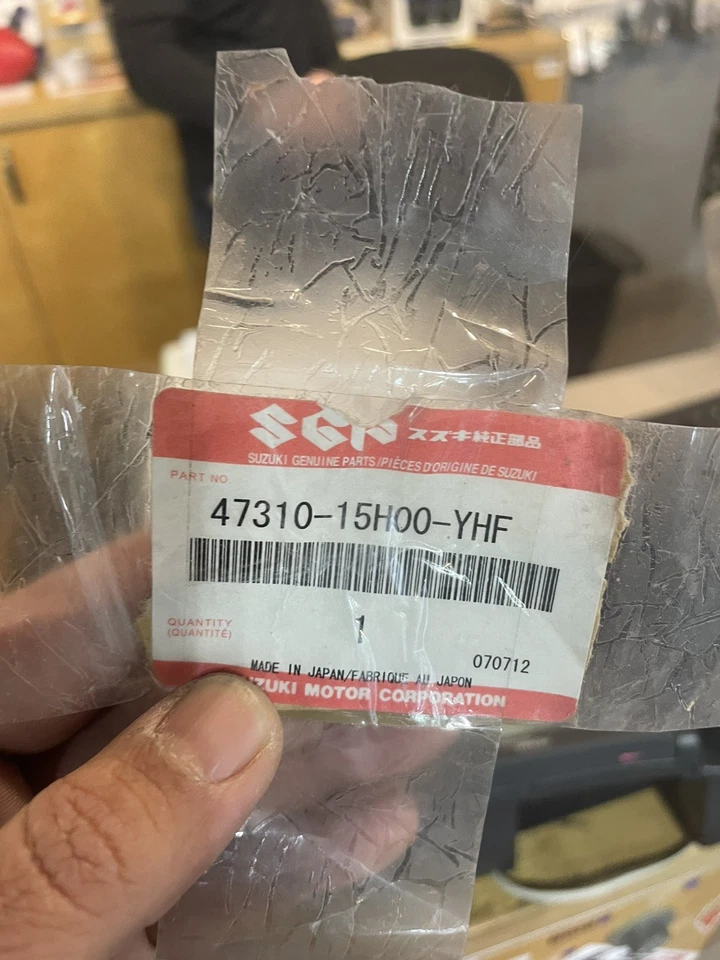 SGP スズキ純正部品
SUZUKI GENUINE PARTS/PIÈCES D'ORIGINE DE SUZUKI
PART NO
47310-15H00-YHF
QUANTITY
(QUANTITÉ)
1
070712
MADE IN JAPAN/FABRIQUE AU JAPON
SUZUKI MOTOR CORPORATION